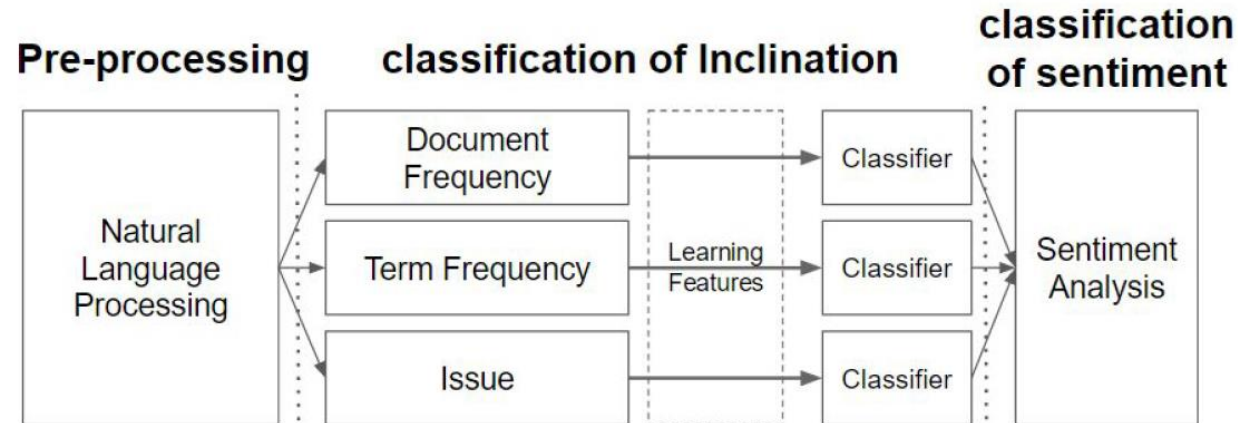 Pre-processing
classification of Inclination
classification
of sentiment
Natural
Language
Processing
Document
Frequency
Term Frequency
Issue
Learning
Features
Classifier
Classifier
Classifier
Sentiment
Analysis